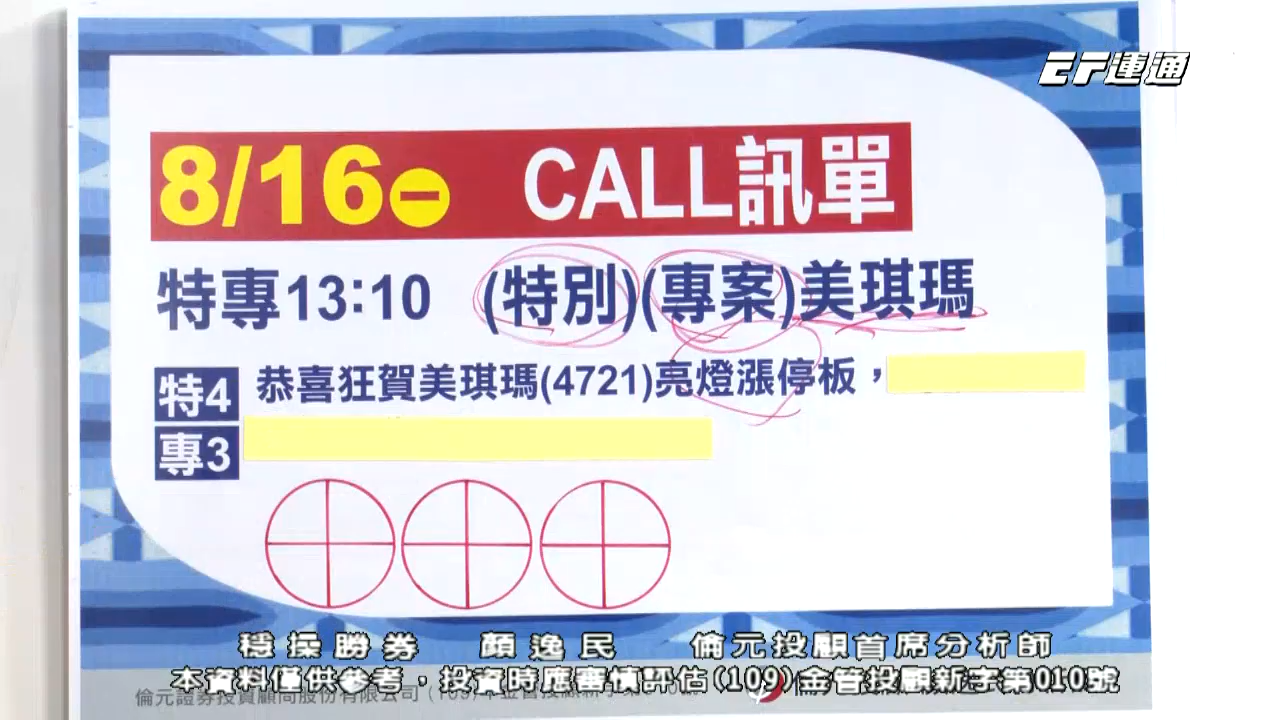 EF運通
8/16㊀ CALL訊單
特專13:10 (特別)(專案)美琪瑪
特4 恭喜狂賀美琪瑪(4721)亮燈漲停板，
專3
穩操勝券 顏逸民 倫元投顧首席分析師
本資料僅供參考，投資時應審慎評估(109)金管投顧新字第010號
倫元證券投資顧問股份有限公司